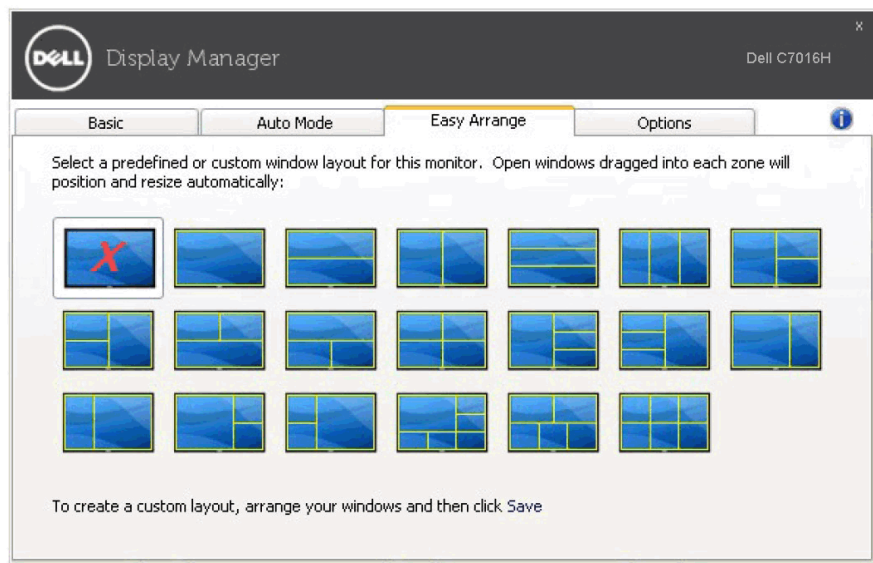 DELL
Display Manager
x
Dell C7016H
Basic
Auto Mode
Easy Arrange
Options
i
Select a predefined or custom window layout for this monitor. Open windows dragged into each zone will
position and resize automatically:
X
To create a custom layout, arrange your windows and then click Save